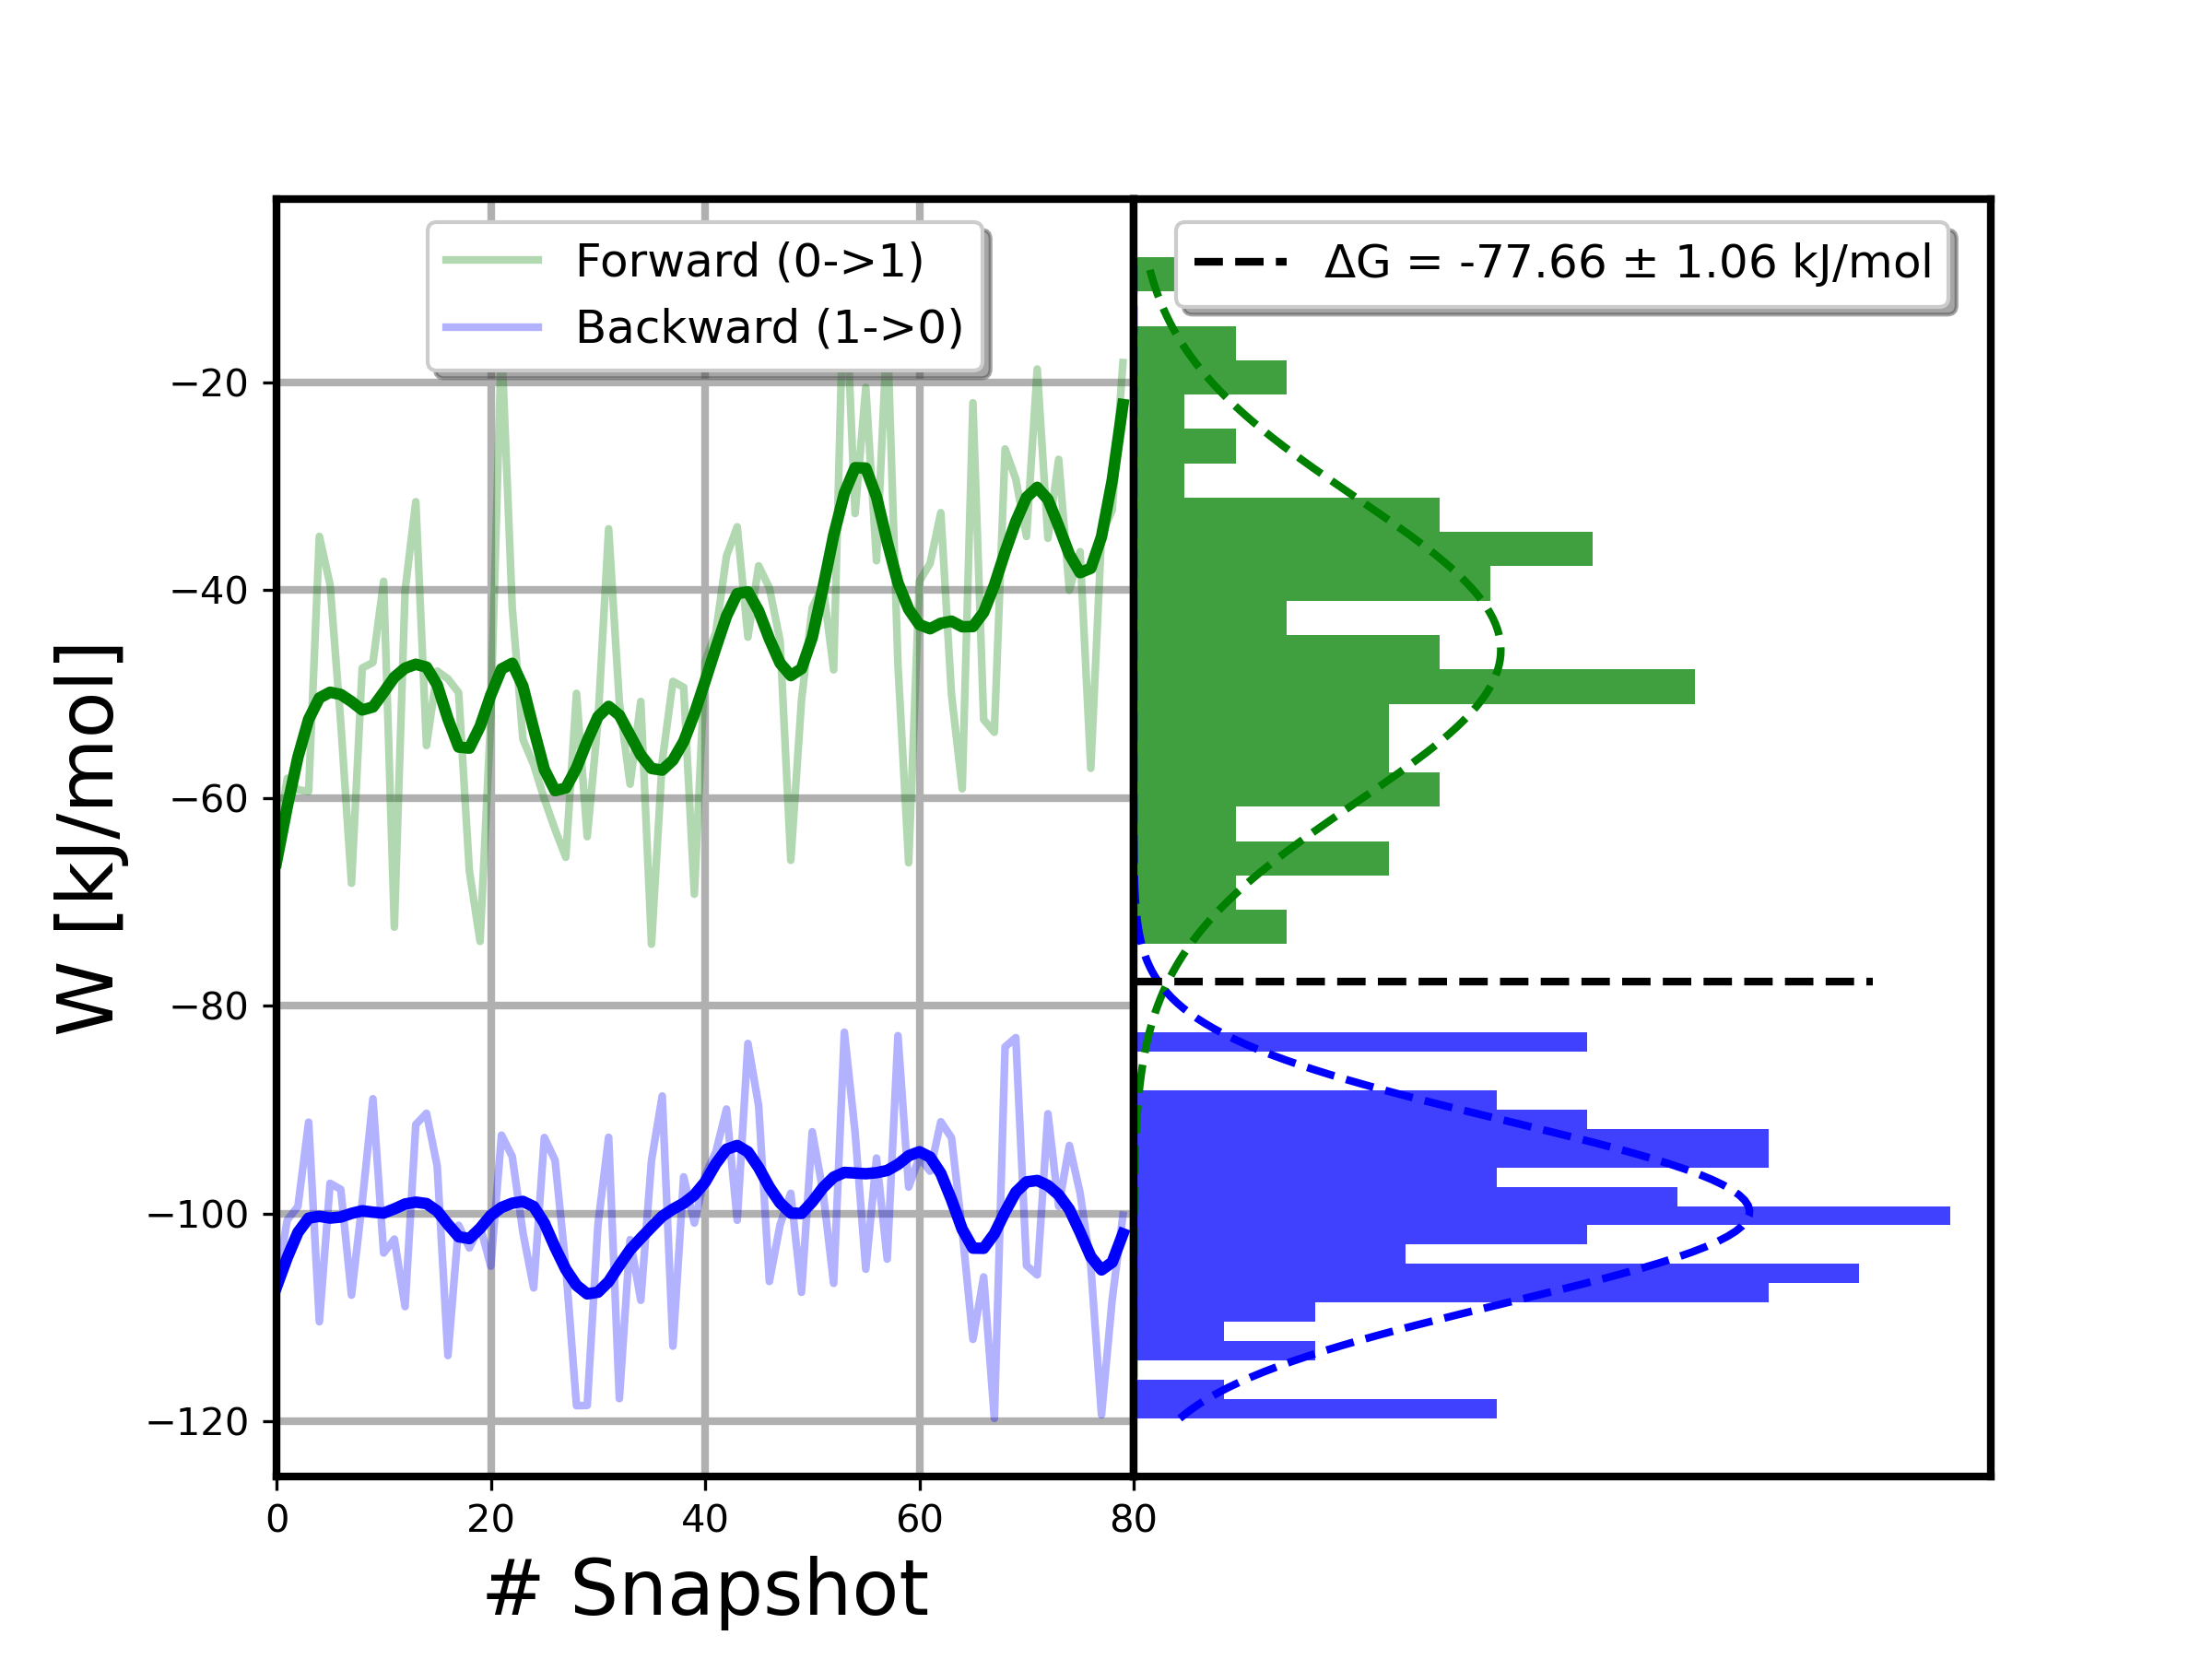 Forward (0->1)
Backward (1->0)
ΔG = -77.66 ± 1.06 kJ/mol
W [kJ/mol]
−20
−40
−60
−80
−100
−120
0 20 40 60 80
# Snapshot